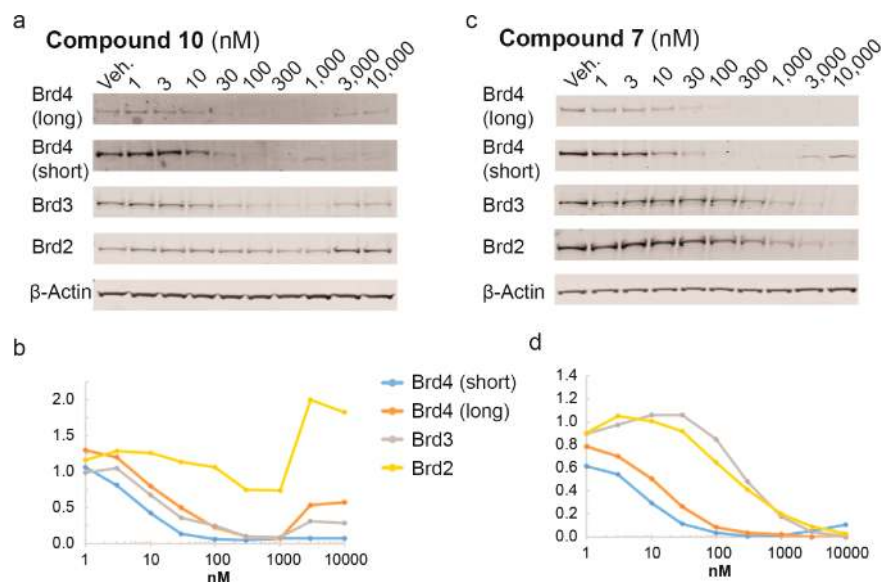 a
Compound 10 (nM)
Veh. 1 3 10 30 100 300 1,000 3,000 10,000
Brd4
(long)
Brd4
(short)
Brd3
Brd2
β-Actin
c
Compound 7 (nM)
Veh. 1 3 10 30 100 300 1,000 3,000 10,000
Brd4
(long)
Brd4
(short)
Brd3
Brd2
β-Actin
b
2.0
1.5
1.0
0.5
0.0
1 10 100 1000 10000
nM
Brd4 (short)
Brd4 (long)
Brd3
Brd2
d
1.4
1.2
1.0
0.8
0.6
0.4
0.2
0.0
1 10 100 1000 10000
nM